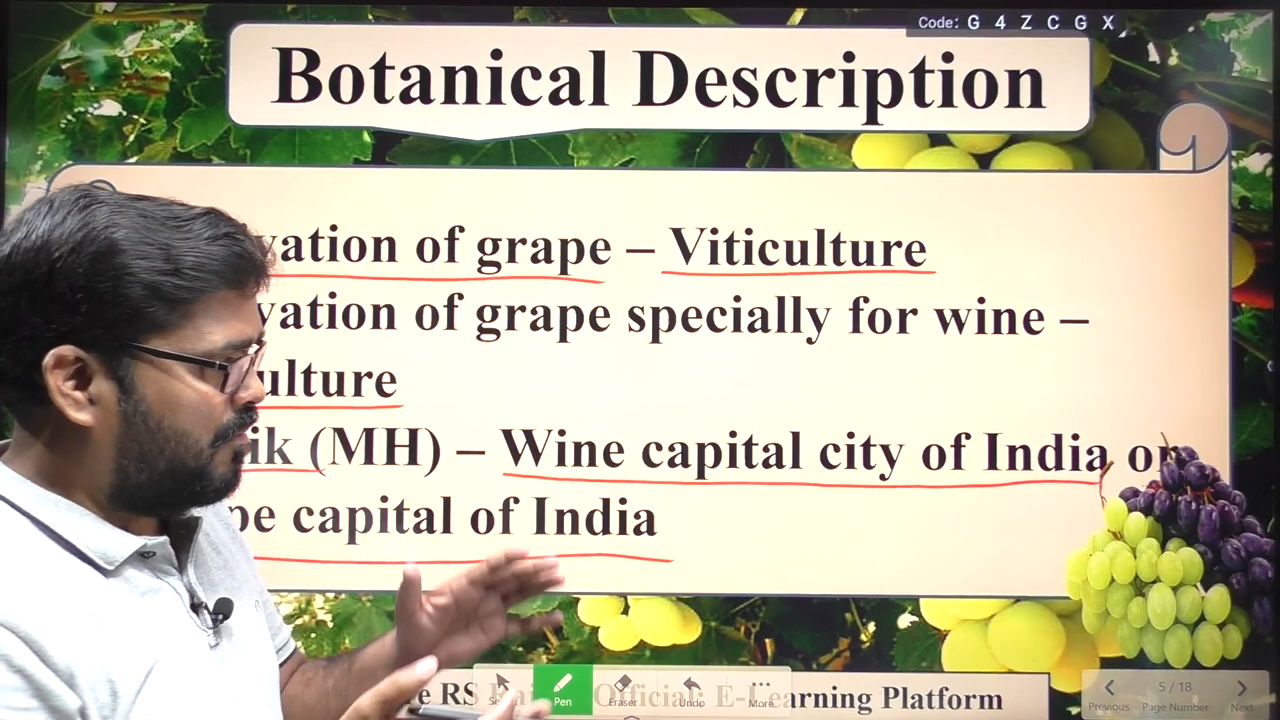 Code: G 4 Z C G X
Botanical Description
vation of grape – Viticulture
vation of grape specially for wine –
ulture
ik (MH) – Wine capital city of India or
pe capital of India
e RS Official: E-Learning Platform
Pen Eraser Undo More
5 / 18
Previous Page Number Next